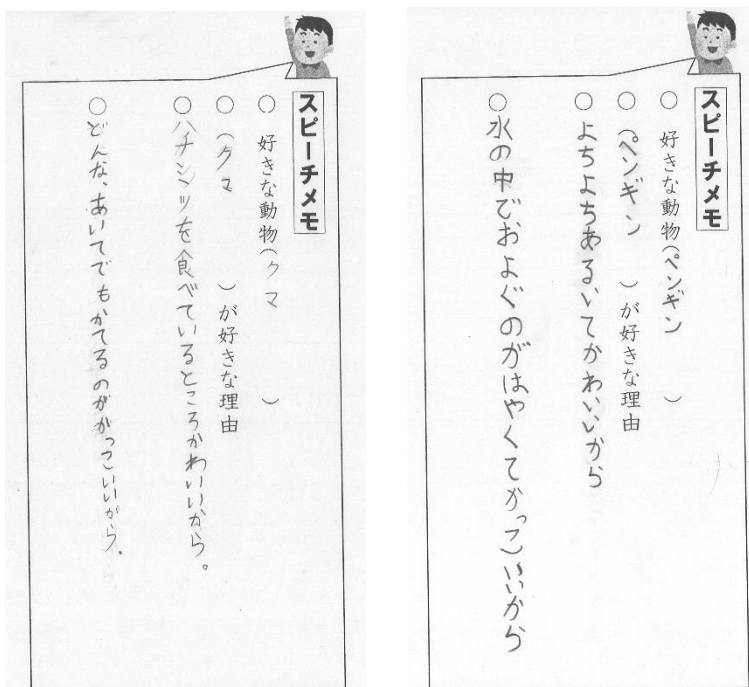 スピーチメモ
○ 好きな動物(クマ )
○ (クマ )が好きな理由
○ ハチミツを食べているところがかわいいから。
○ どんな、あいてでもかてるのがかっこいいから。
スピーチメモ
○ 好きな動物(ペンギン )
○ (ペンギン )が好きな理由
○ よちよちあるいてかわいいから
○ 水の中でおよぐのがはやくてかっこいいから